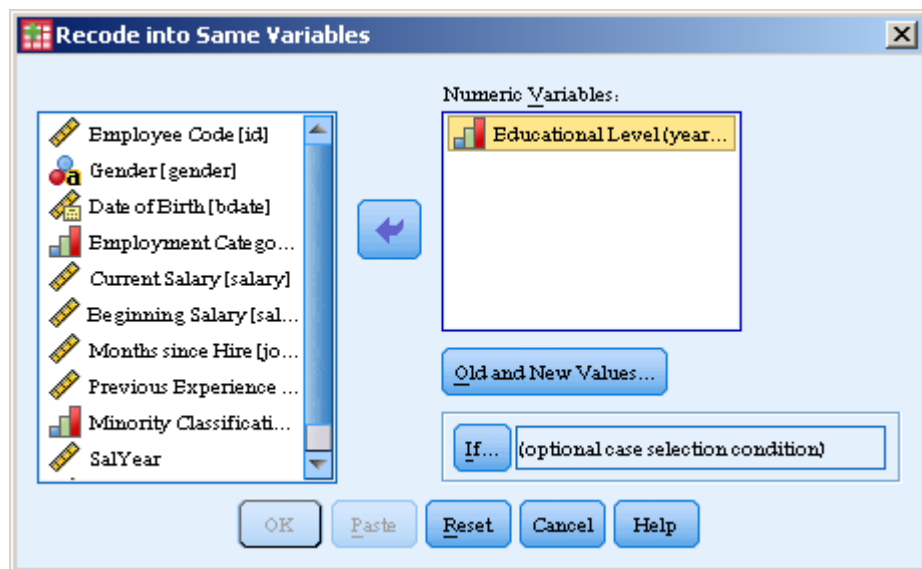 Recode into Same Variables
Numeric Variables:
Employee Code [id]
Gender [gender]
Date of Birth [bdate]
Employment Catego...
Current Salary [salary]
Beginning Salary [sal...
Months since Hire [jo...
Previous Experience ...
Minority Classificati...
SalYear
Educational Level (year...
Old and New Values...
If...
(optional case selection condition)
OK
Paste
Reset
Cancel
Help